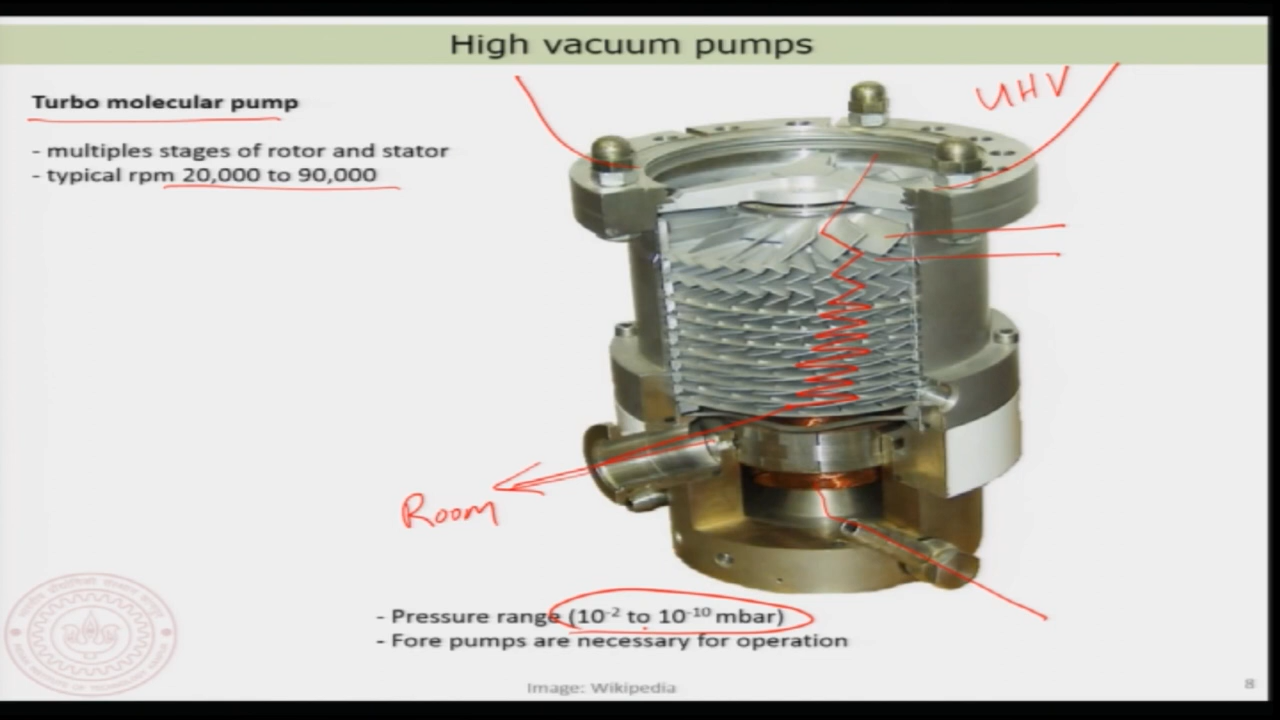 High vacuum pumps
UHV
Turbo molecular pump
- multiples stages of rotor and stator
- typical rpm 20,000 to 90,000
Room
- Pressure range (10⁻² to 10⁻¹⁰ mbar)
- Fore pumps are necessary for operation
Image: Wikipedia
8